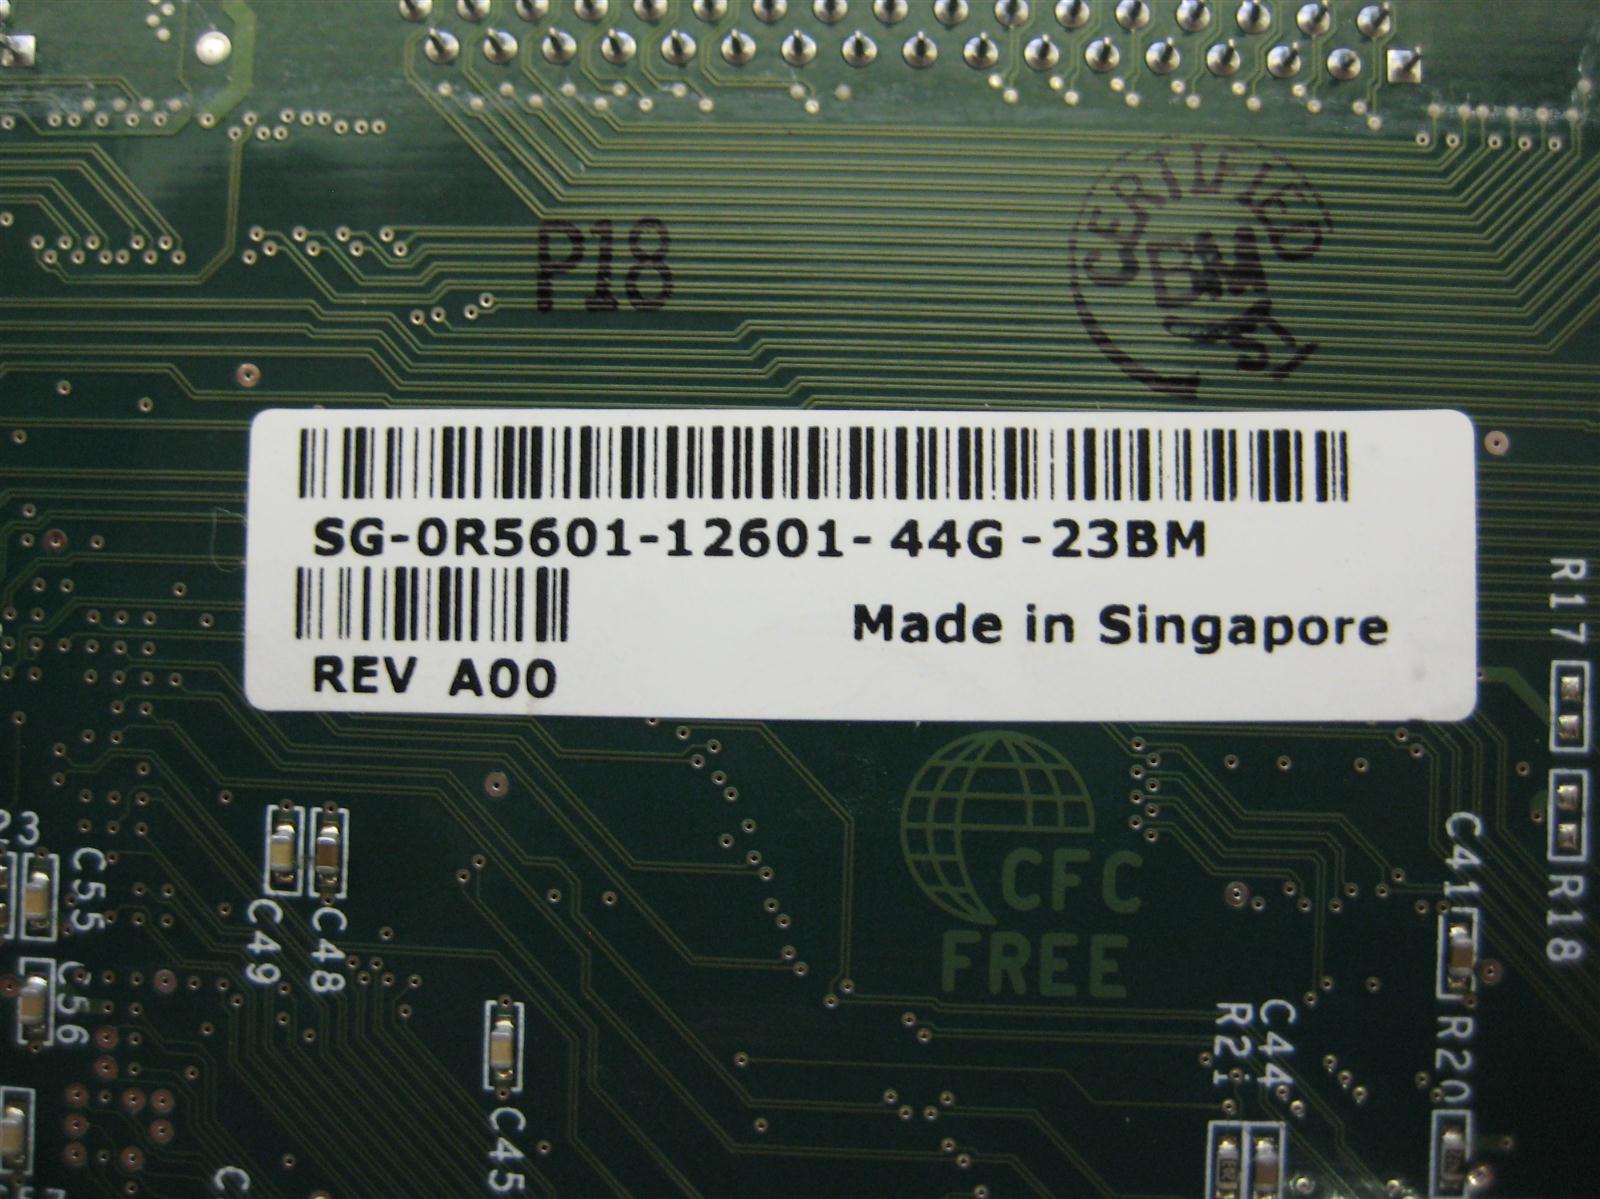 P18
CERTIFIED
SG-0R5601-12601- 44G -23BM
REV A00
Made in Singapore
R17
R18
CFC
FREE
C41
R20
C44
C55
C56
C49
C48
C45